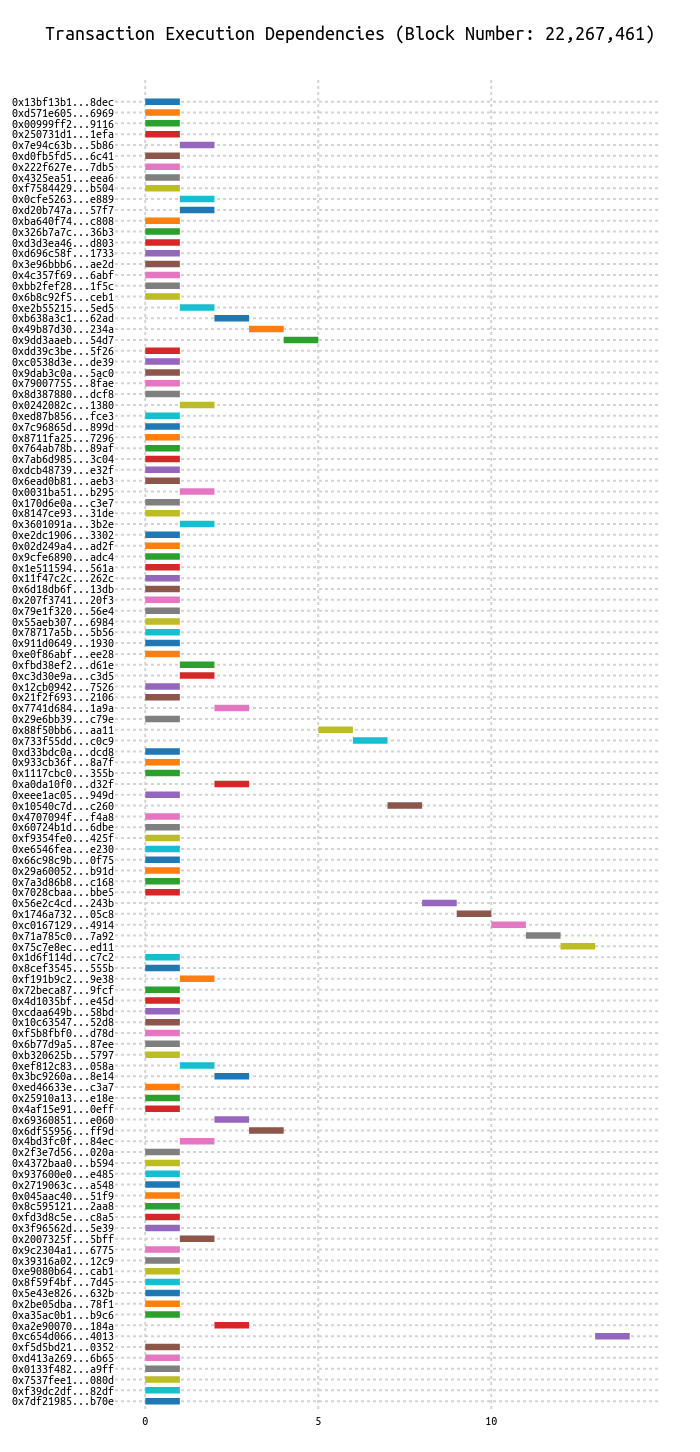 Transaction Execution Dependencies (Block Number: 22,267,461)
0x13bf13b1...8dec
0xd571e605...6969
0x00999ff2...9116
0x250731d1...1efa
0x7e94c63b...5b86
0xd0fb5fd5...6c41
0x222f627e...7db5
0x4325ea51...eea6
0xf7584429...b504
0x0cfe5263...e889
0xd20b747a...57f7
0xba640f74...c808
0x326b7a7c...36b3
0xd3d3ea46...d803
0xd696c58f...1733
0x3e96bbb6...ae2d
0x4c357f69...6abf
0xbb2fef28...1f5c
0x6b8c92f5...ceb1
0xe2b55215...5ed5
0xb638a3c1...62ad
0x49b87d30...234a
0x9dd3aaeb...54d7
0xdd39c3be...5f26
0xc0538d3e...de39
0x9dab3c0a...5ac0
0x79007755...8fae
0x8d387880...dcf8
0x0242082c...1380
0xed87b856...fce3
0x7c96865d...899d
0x8711fa25...7296
0x764ab78b...89af
0x7ab6d985...3c04
0xdcb48739...e32f
0x6ead0b81...aeb3
0x0031ba51...b295
0x170d6e0a...c3e7
0x8147ce93...31de
0x3601091a...3b2e
0xe2dc1906...3302
0x02d249a4...ad2f
0x9cfe6890...adc4
0x1e511594...561a
0x11f47c2c...262c
0x6d18db6f...13db
0x207f3741...20f3
0x79e1f320...56e4
0x55aeb307...6984
0x78717a5b...5b56
0x911d0649...1930
0xe0f86abf...ee28
0xfbd38ef2...d61e
0xc3d30e9a...c3d5
0x12cb0942...7526
0x21f2f693...2106
0x7741d684...1a9a
0x29e6bb39...c79e
0x88f50bb6...aa11
0x733f55dd...c0c9
0xd33bdc0a...dcd8
0x933cb36f...8a7f
0x1117cbc0...355b
0xa0da10f0...d32f
0xeee1ac05...949d
0x10540c7d...c260
0x4707094f...f4a8
0x60724b1d...6dbe
0xf9354fe0...425f
0xe6546fea...e230
0x66c98c9b...0f75
0x29a60052...b91d
0x7a3d86b8...c168
0x7028cbaa...bbe5
0x56e2c4cd...243b
0x1746a732...05c8
0xc0167129...4914
0x71a785c0...7a92
0x75c7e8ec...ed11
0x1d6f114d...c7c2
0x8cef3545...555b
0xf191b9c2...9e38
0x72beca87...9fcf
0x4d1035bf...e45d
0xcdaa649b...58bd
0x10c63547...52d8
0xf5b8fbf0...d78d
0x6b77d9a5...87ee
0xb320625b...5797
0xef812c83...058a
0x3bc9260a...8e14
0xed46633e...c3a7
0x25910a13...e18e
0x4af15e91...0eff
0x69360851...e060
0x6df55956...ff9d
0x4bd3fc0f...84ec
0x2f3e7d56...020a
0x4372baa0...b594
0x937600e0...e485
0x2719063c...a548
0x045aac40...51f9
0x8c595121...2aa8
0xfd3d8c5e...c8a5
0x3f96562d...5e39
0x2007325f...5bff
0x9c2304a1...6775
0x39316a02...12c9
0xe9080b64...cab1
0x8f59f4bf...7d45
0x5e43e826...632b
0x2be05dba...78f1
0xa35ac0b1...b9c6
0xa2e90070...184a
0xc654d066...4013
0xf5d5bd21...0352
0xd413a269...6b65
0x0133f482...a9ff
0x7537fee1...080d
0xf39dc2df...82df
0x7df21985...b70e
0 5 10